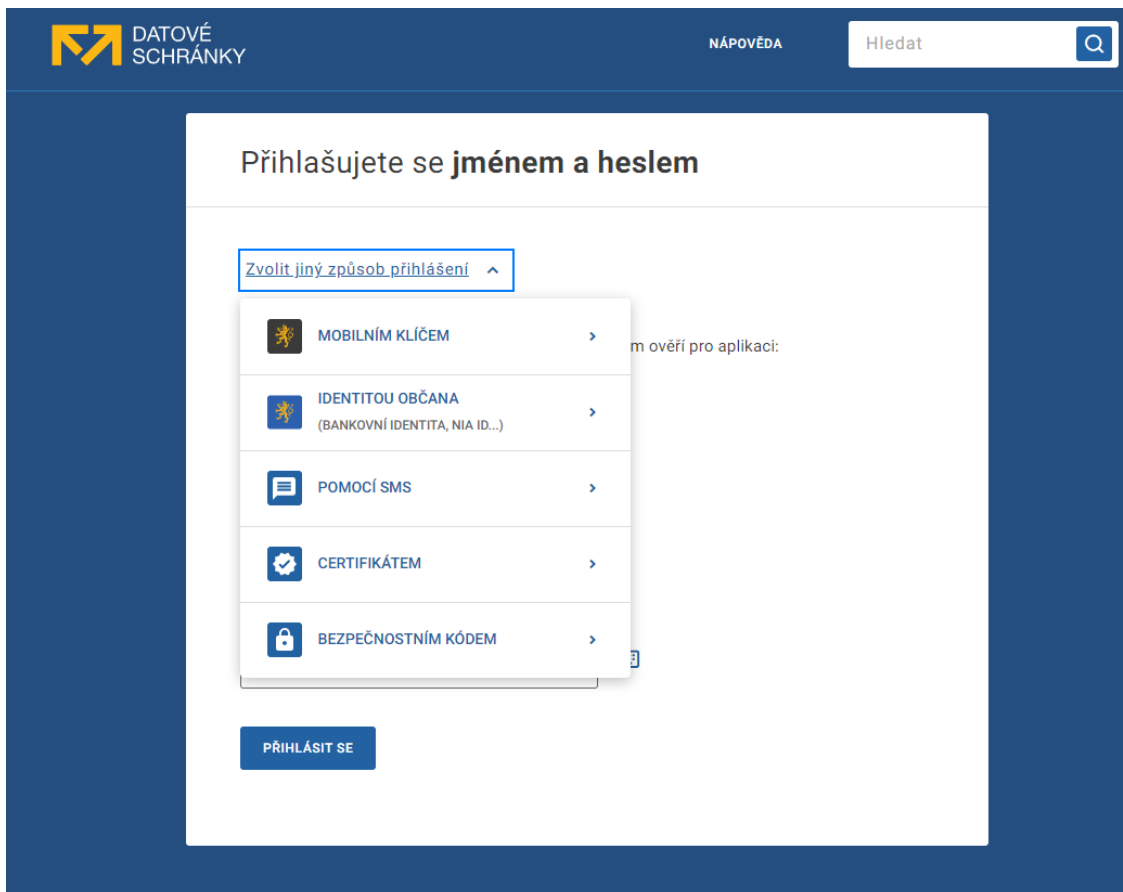 DATOVÉ
SCHRÁNKY
NÁPOVĚDA
Hledat
Přihlašujete se jménem a heslem
Zvolit jiný způsob přihlášení
MOBILNÍM KLÍČEM
m ověří pro aplikaci:
IDENTITOU OBČANA
(BANKOVNÍ IDENTITA, NIA ID...)
POMOCÍ SMS
CERTIFIKÁTEM
BEZPEČNOSTNÍM KÓDEM
PŘIHLÁSIT SE